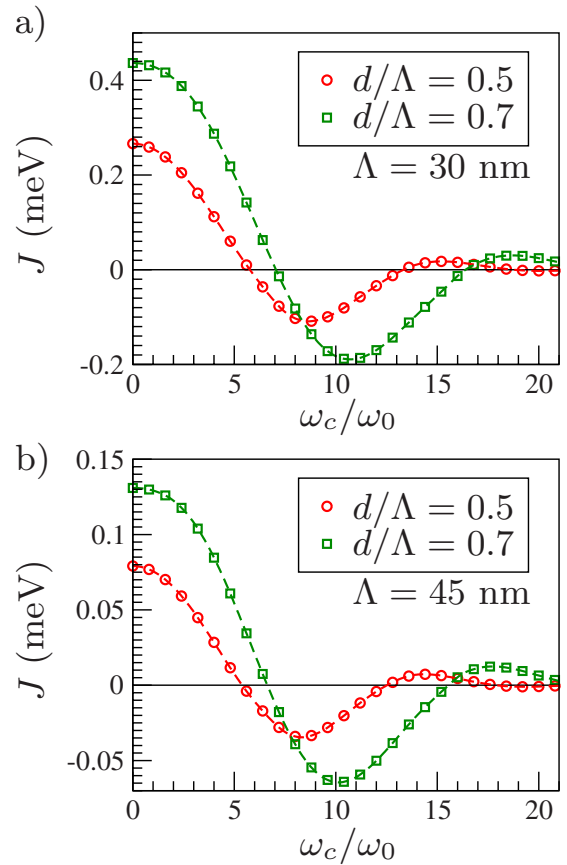 a)
0.4
0.2
0
-0.2
J (meV)
d/Λ = 0.5
d/Λ = 0.7
Λ = 30 nm
0 5 10 15 20
ω_c/ω_0
b)
0.15
0.1
0.05
0
-0.05
J (meV)
d/Λ = 0.5
d/Λ = 0.7
Λ = 45 nm
0 5 10 15 20
ω_c/ω_0